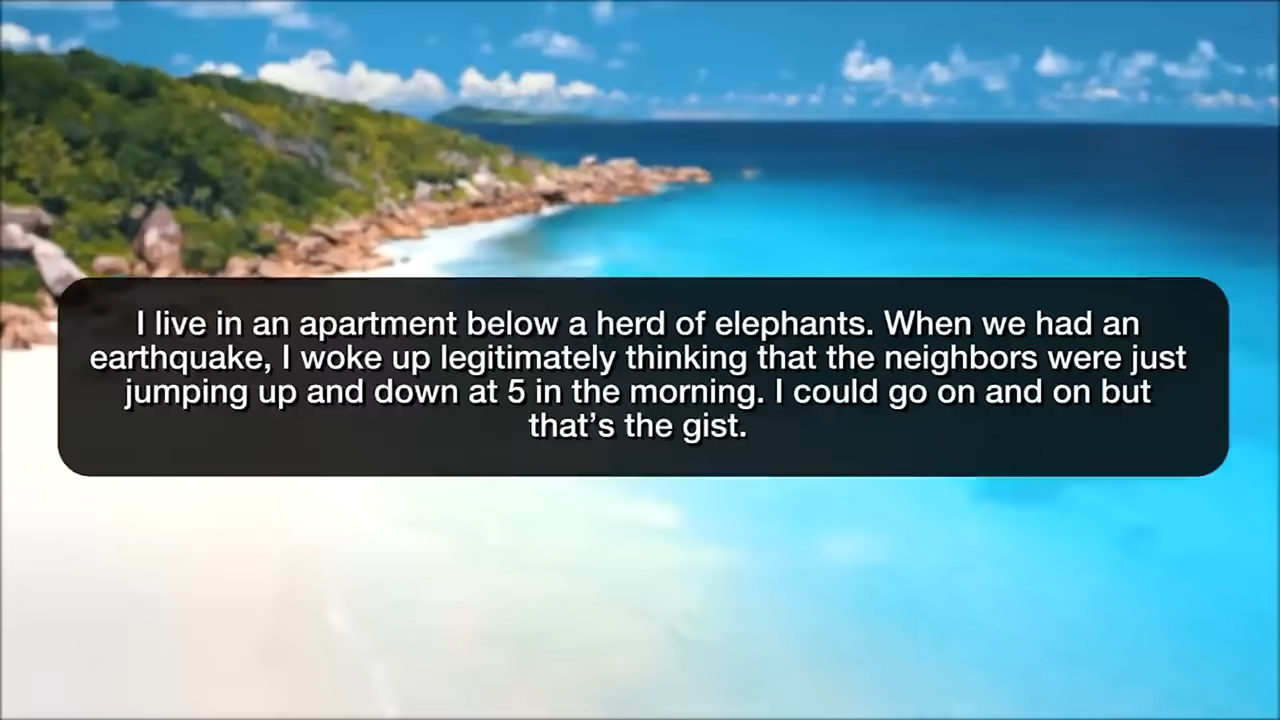 I live in an apartment below a herd of elephants. When we had an
earthquake, I woke up legitimately thinking that the neighbors were just
jumping up and down at 5 in the morning. I could go on and on but
that’s the gist.